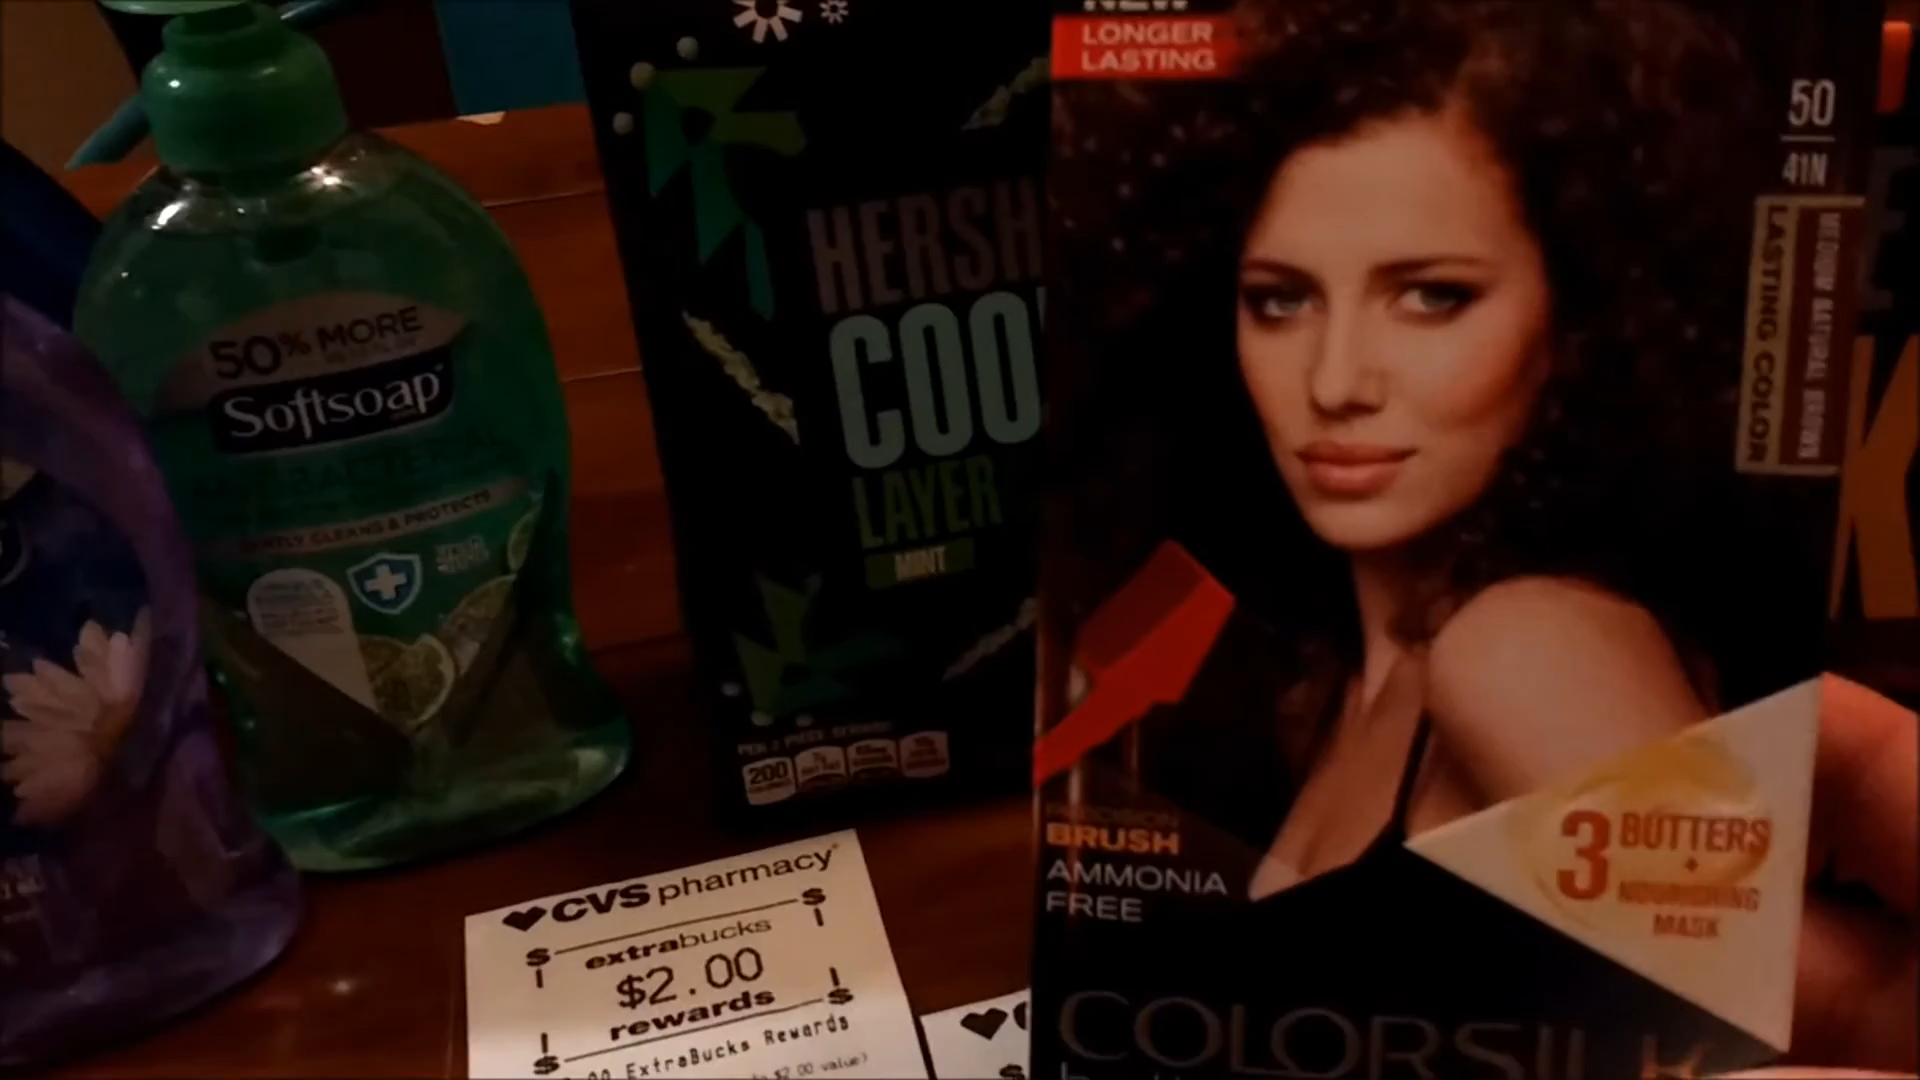 50% MORE
Softsoap
ANTIBACTERIAL
GENTLY CLEANS & PROTECTS
HERSH
COO
LAYER
MINT
200
NEW
LONGER
LASTING
50
41N
LASTING COLOR
MEDIUM NATURAL BROWN
PRECISION
BRUSH
AMMONIA
FREE
3 BUTTERS
+
NOURISHING
MASK
COLORSILK
CVS pharmacy
extrabucks
$2.00
rewards
ExtraBucks Rewards
$2.00 value)